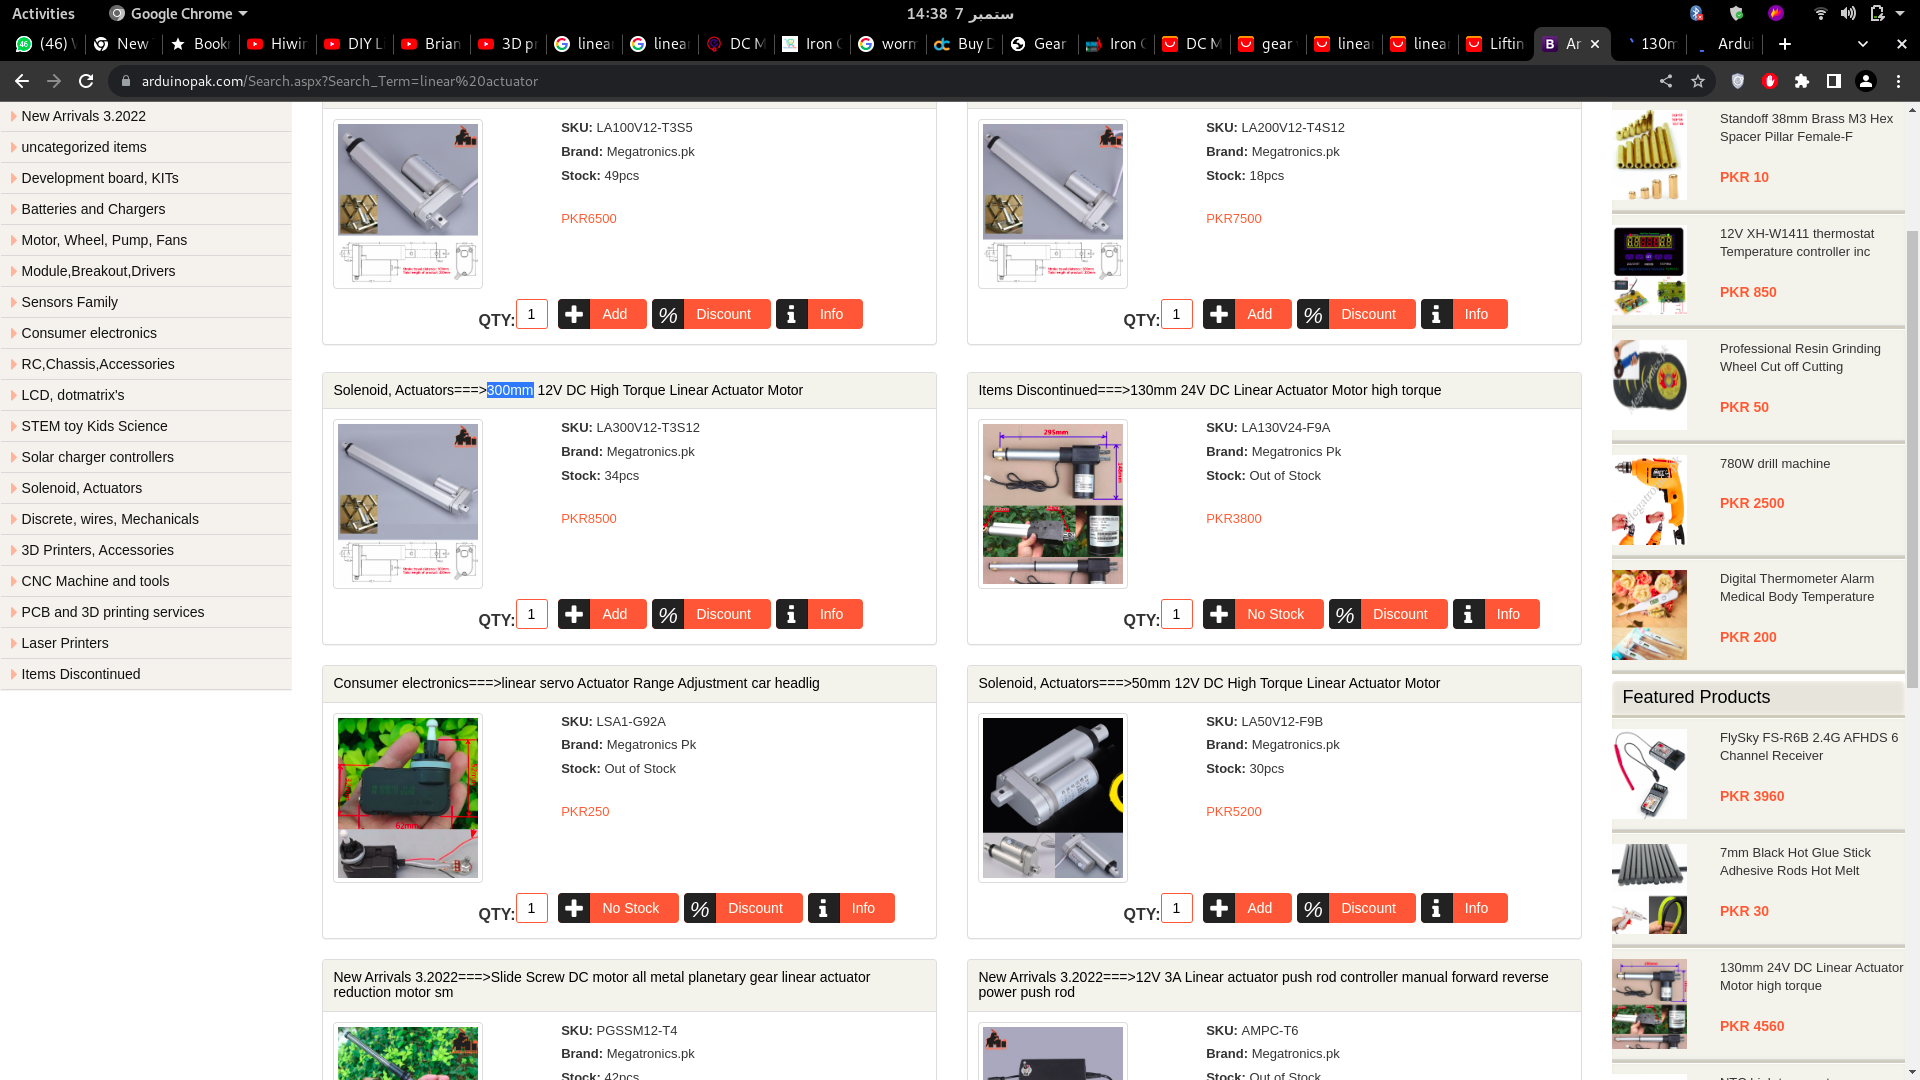 Activities
Google Chrome
14:38 7 ستمبر
(46)
New
Book
Hiwin
DIY L
Brian
3D p
linea
linea
DC M
Iron
worm
Buy D
Gear
Iron
DC M
gear
linea
linea
Liftin
Ar
130m
Ardui
arduinopak.com/Search.aspx?Search_Term=linear%20actuator
New Arrivals 3.2022
uncategorized items
Development board, KITs
Batteries and Chargers
Motor, Wheel, Pump, Fans
Module,Breakout,Drivers
Sensors Family
Consumer electronics
RC,Chassis,Accessories
LCD, dotmatrix's
STEM toy Kids Science
Solar charger controllers
Solenoid, Actuators
Discrete, wires, Mechanicals
3D Printers, Accessories
CNC Machine and tools
PCB and 3D printing services
Laser Printers
Items Discontinued
SKU: LA100V12-T3S5
Brand: Megatronics.pk
Stock: 49pcs
PKR6500
QTY: 1 Add % Discount Info
SKU: LA200V12-T4S12
Brand: Megatronics.pk
Stock: 18pcs
PKR7500
QTY: 1 Add % Discount Info
Solenoid, Actuators===>300mm 12V DC High Torque Linear Actuator Motor
SKU: LA300V12-T3S12
Brand: Megatronics.pk
Stock: 34pcs
PKR8500
QTY: 1 Add % Discount Info
Items Discontinued===>130mm 24V DC Linear Actuator Motor high torque
295mm
SKU: LA130V24-F9A
Brand: Megatronics Pk
Stock: Out of Stock
PKR3800
QTY: 1 No Stock % Discount Info
Consumer electronics===>linear servo Actuator Range Adjustment car headlig
62mm
SKU: LSA1-G92A
Brand: Megatronics Pk
Stock: Out of Stock
PKR250
QTY: 1 No Stock % Discount Info
Solenoid, Actuators===>50mm 12V DC High Torque Linear Actuator Motor
SKU: LA50V12-F9B
Brand: Megatronics.pk
Stock: 30pcs
PKR5200
QTY: 1 Add % Discount Info
New Arrivals 3.2022===>Slide Screw DC motor all metal planetary gear linear actuator
reduction motor sm
SKU: PGSSM12-T4
Brand: Megatronics.pk
Stock: 42pcs
New Arrivals 3.2022===>12V 3A Linear actuator push rod controller manual forward reverse
power push rod
SKU: AMPC-T6
Brand: Megatronics.pk
Stock: Out of Stock
Standoff 38mm Brass M3 Hex
Spacer Pillar Female-F
PKR 10
12V XH-W1411 thermostat
Temperature controller inc
PKR 850
Professional Resin Grinding
Wheel Cut off Cutting
PKR 50
780W drill machine
PKR 2500
Digital Thermometer Alarm
Medical Body Temperature
PKR 200
Featured Products
FlySky FS-R6B 2.4G AFHDS 6
Channel Receiver
PKR 3960
7mm Black Hot Glue Stick
Adhesive Rods Hot Melt
PKR 30
130mm 24V DC Linear Actuator
Motor high torque
PKR 4560